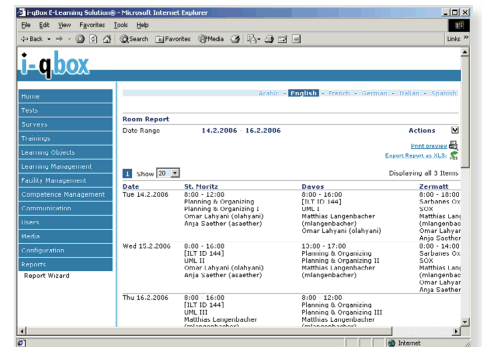 i-qBox E-Learning Solution® - Microsoft Internet Explorer
File Edit View Favorites Tools Help
Back Search Favorites Media Links »
i-qbox
Arabic - English - French - German - Italian - Spanish
Home
Tests
Surveys
Trainings
Learning Objects
Learning Management
Facility Management
Competence Management
Communication
Users
Media
Configuration
Reports
Report Wizard
Room Report
Date Range 14.2.2006 - 16.2.2006 Actions
Print preview
Export Report as XLS:
1 Show 20 Displaying all 3 Items
Date St. Moritz Davos Zermatt
Tue 14.2.2006 8:00 - 12:00 8:00 - 16:00 8:00 - 18:00
Planning & Organizing [ILT ID 144] Sarbanes Ox
Planning & Organizing I UML I SOX
Omar Lahyani (olahyani) Matthias Langenbacher Matthias Lang
Anja Saether (asaether) (mlangenbacher) (mlangenbac
Omar Lahyani (olahyani) Omar Lahyan
Anja Saether
Wed 15.2.2006 8:00 - 16:00 13:00 - 17:00 8:00 - 14:00
[ILT ID 144] Planning & Organizing Sarbanes Ox
UML II Planning & Organizing II SOX
Omar Lahyani (olahyani) Matthias Langenbacher Matthias Lang
Anja Saether (asaether) (mlangenbacher) (mlangenbac
Omar Lahyan
Anja Saether
Thu 16.2.2006 8:00 - 16:00 8:00 - 12:00
[ILT ID 144] Planning & Organizing
UML III Planning & Organizing III
Matthias Langenbacher Matthias Langenbacher
(mlangenbacher) (mlangenbacher)
Internet